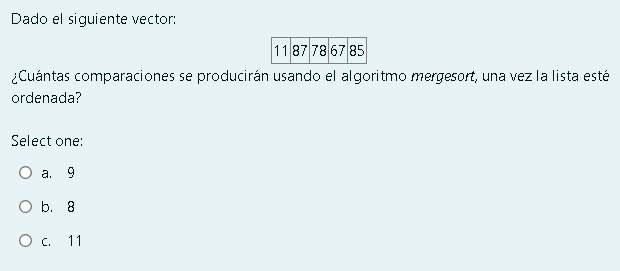 Dado el siguiente vector:
11 87 78 67 85
¿Cuántas comparaciones se producirán usando el algoritmo mergesort, una vez la lista esté
ordenada?
Select one:
a. 9
b. 8
c. 11